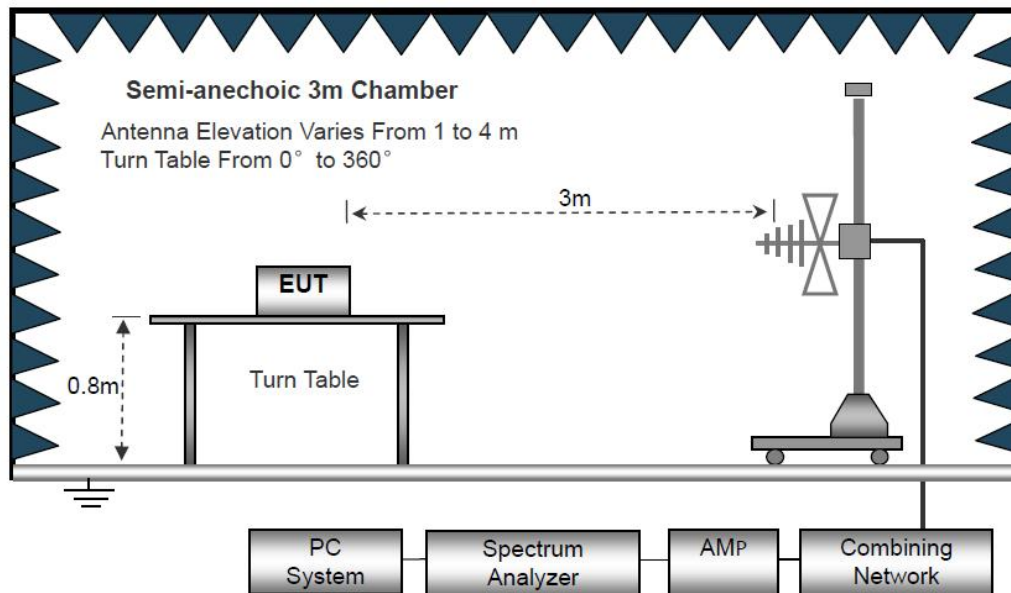 Semi-anechoic 3m Chamber
Antenna Elevation Varies From 1 to 4 m
Turn Table From 0° to 360°
3m
EUT
0.8m
Turn Table
PC
System
Spectrum
Analyzer
AMP
Combining
Network